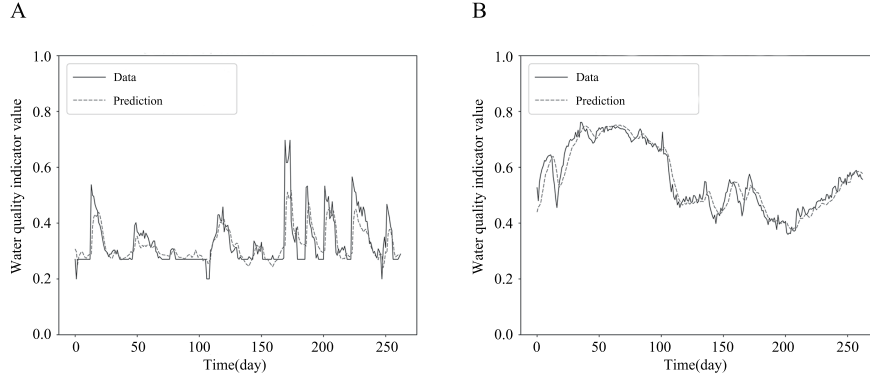 A
Water quality indicator value
1.0
0.8
0.6
0.4
0.2
0.0
Data
Prediction
0 50 100 150 200 250
Time(day)
B
Water quality indicator value
1.0
0.8
0.6
0.4
0.2
0.0
Data
Prediction
0 50 100 150 200 250
Time(day)